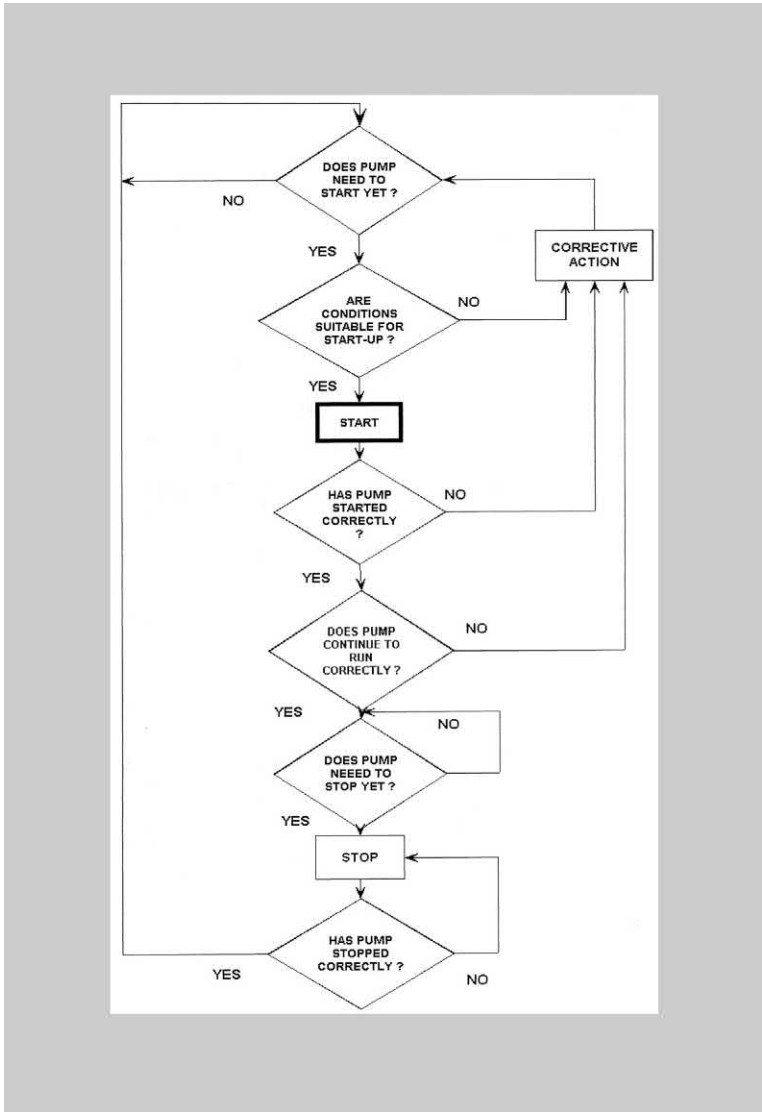 DOES PUMP
NEED TO
START YET ?
NO
YES
CORRECTIVE
ACTION
ARE
CONDITIONS
SUITABLE FOR
START-UP ?
NO
YES
START
HAS PUMP
STARTED
CORRECTLY
?
NO
YES
DOES PUMP
CONTINUE TO
RUN
CORRECTLY ?
NO
YES
NO
DOES PUMP
NEEED TO
STOP YET ?
YES
STOP
HAS PUMP
STOPPED
CORRECTLY ?
YES
NO